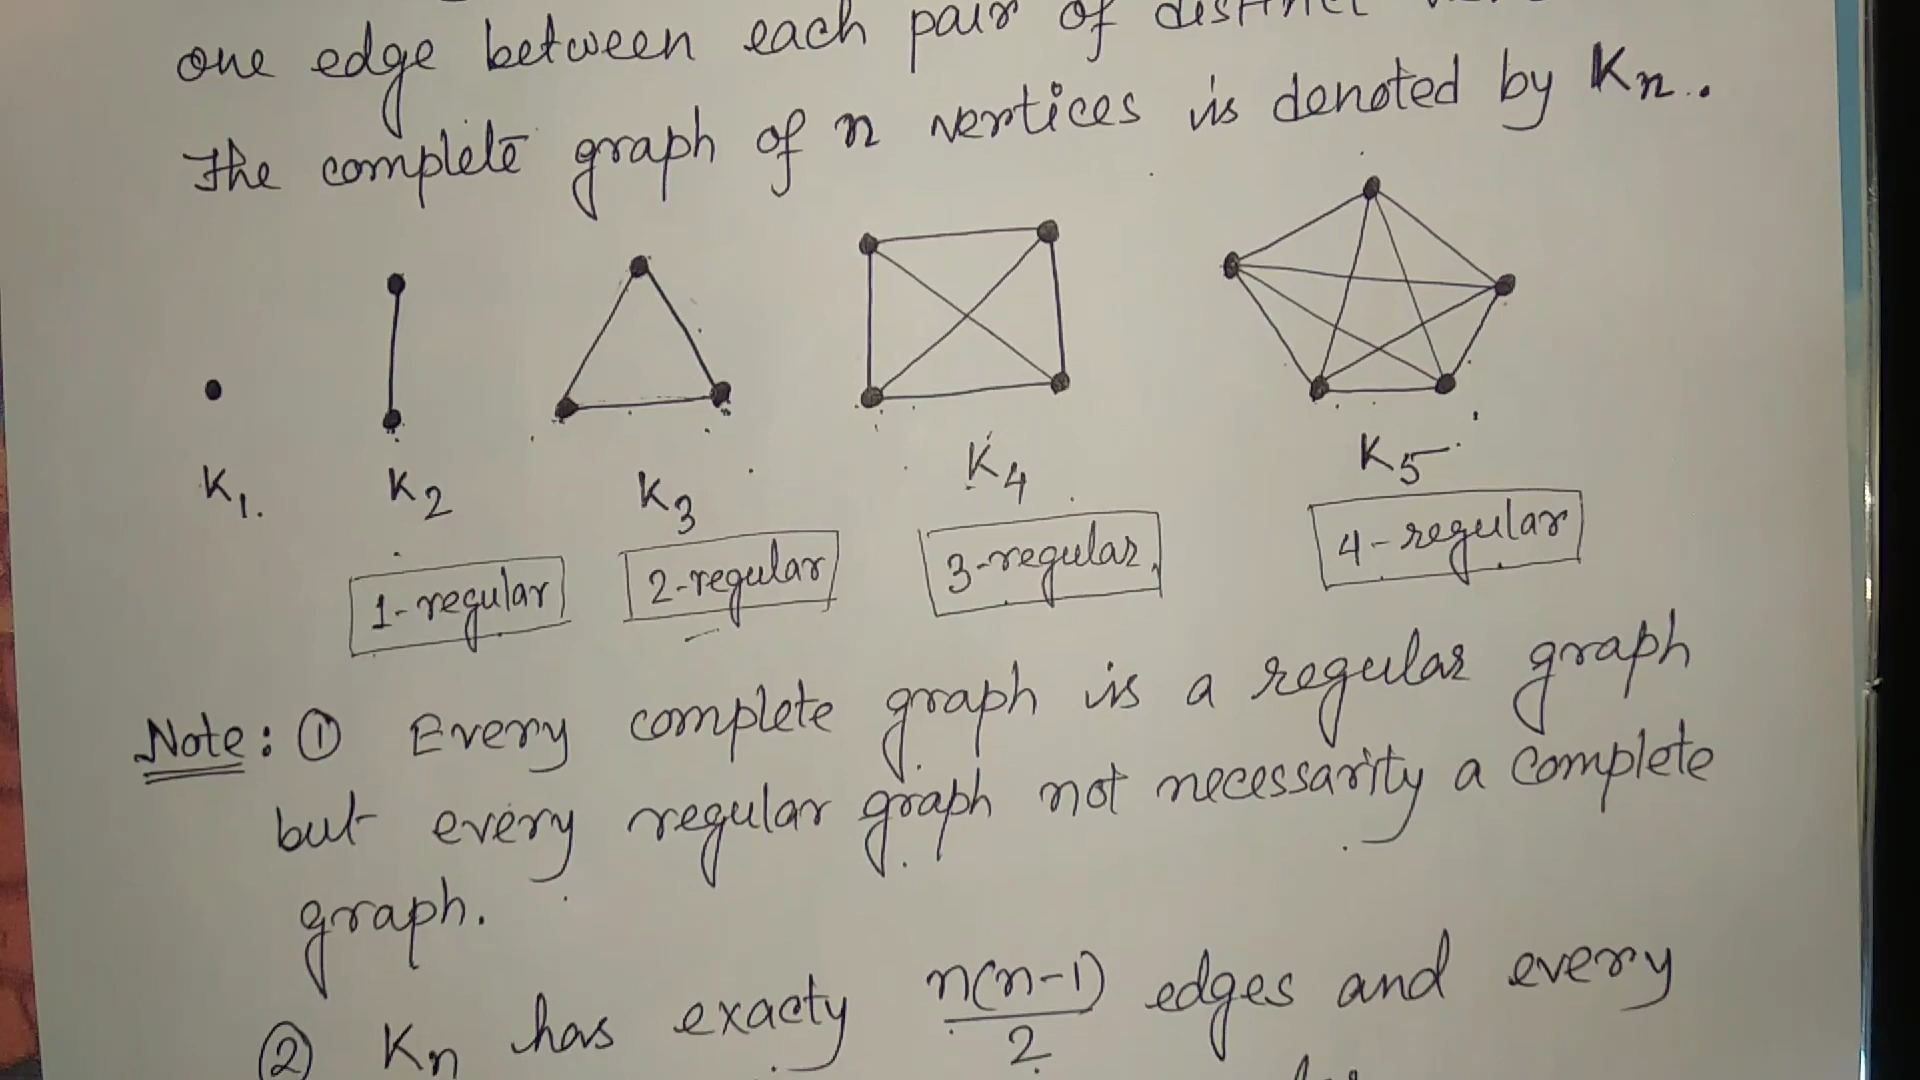 one edge between each pair of distinct
The complete graph of n vertices is denoted by Kn.
K1. K2 K3 K4 K5
1-regular 2-regular 3-regular 4-regular
Note: ① Every complete graph is a regular graph
but every regular graph not necessarity a complete
graph.
② Kn has exacty n(n-1)/2 edges and every